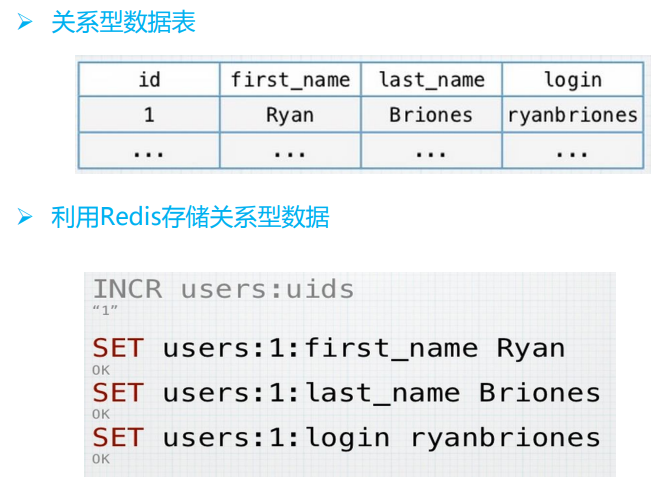 ➢ 关系型数据表
id first_name last_name login
1 Ryan Briones ryanbriones
... ... ... ...
➢ 利用Redis存储关系型数据
INCR users:uids
“1”
SET users:1:first_name Ryan
OK
SET users:1:last_name Briones
OK
SET users:1:login ryanbriones
OK